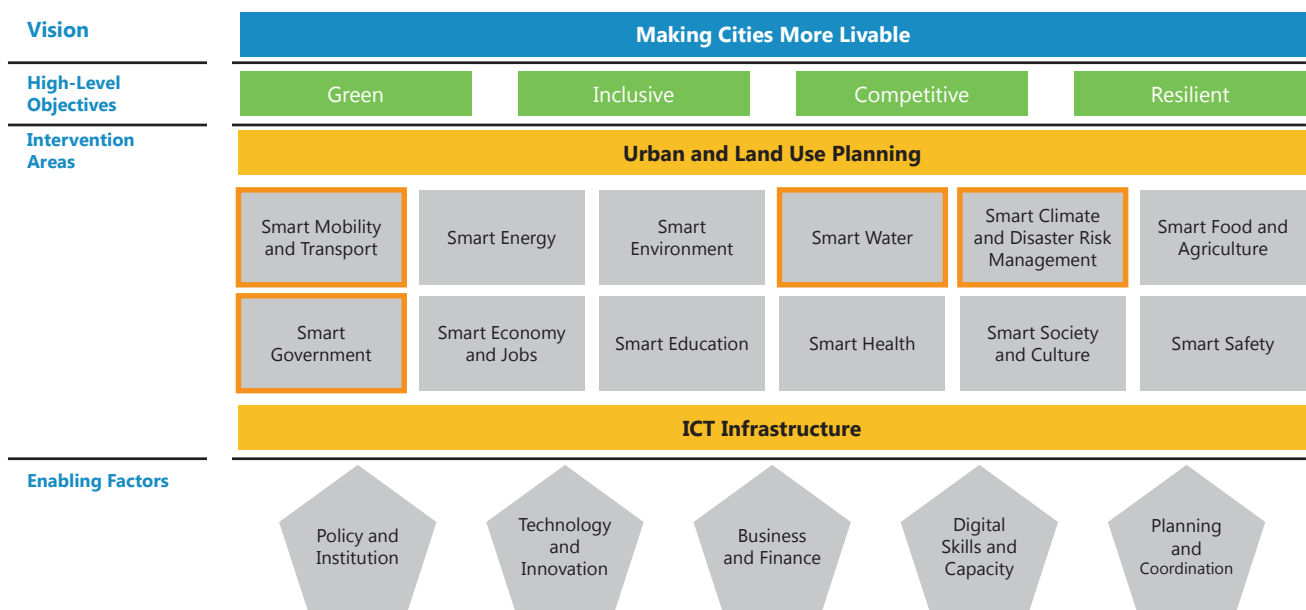 Vision
Making Cities More Livable
High-Level
Objectives
Green
Inclusive
Competitive
Resilient
Intervention
Areas
Urban and Land Use Planning
Smart Mobility
and Transport
Smart Energy
Smart
Environment
Smart Water
Smart Climate
and Disaster Risk
Management
Smart Food and
Agriculture
Smart
Government
Smart Economy
and Jobs
Smart Education
Smart Health
Smart Society
and Culture
Smart Safety
ICT Infrastructure
Enabling Factors
Policy and
Institution
Technology
and
Innovation
Business
and Finance
Digital
Skills and
Capacity
Planning
and
Coordination